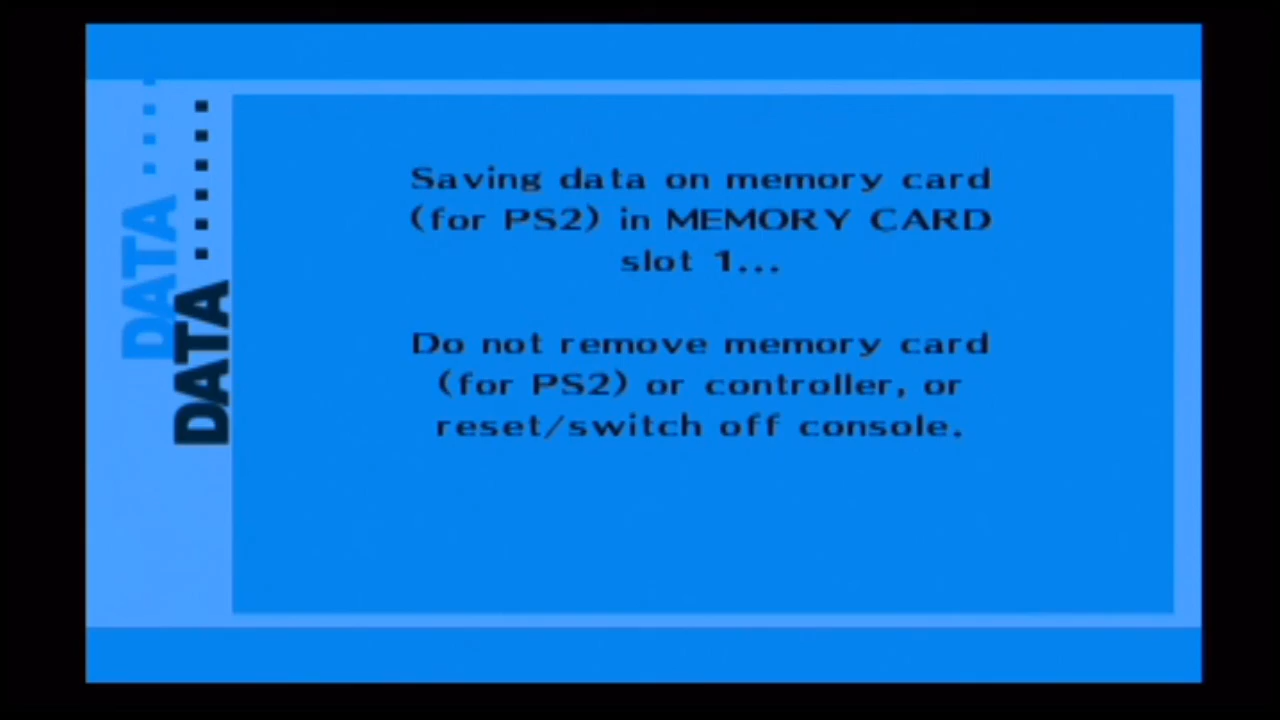 DATA ....
DATA ......
Saving data on memory card
(for PS2) in MEMORY CARD
slot 1...
Do not remove memory card
(for PS2) or controller, or
reset/switch off console.